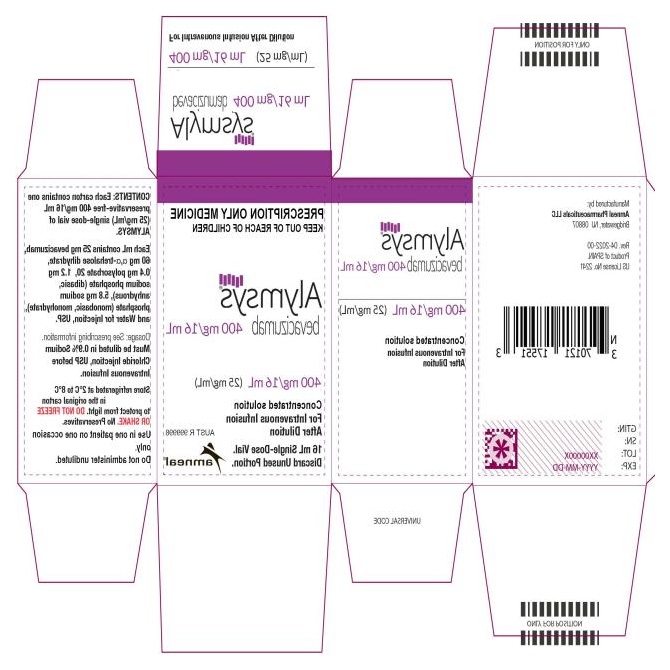 Alymsys
bevacizumab 400 mg/16 mL
400 mg/16 mL (25 mg/mL)
For Intravenous Infusion After Dilution
ONLY FOR POSITION
CONTENTS: Each carton contains one
preservative-free 400 mg/16 mL
(25 mg/mL) single-dose vial of
ALYMSYS.
Each mL contains 25 mg bevacizumab,
60 mg α,α-trehalose dihydrate,
0.4 mg polysorbate 20, 1.2 mg
sodium phosphate (dibasic,
anhydrous), 5.8 mg sodium
phosphate (monobasic, monohydrate),
and Water for Injection, USP.
Dosage: See prescribing information.
Must be diluted in 0.9% Sodium
Chloride Injection, USP before
Intravenous Infusion.
Store refrigerated at 2°C to 8°C
in the original carton
to protect from light. DO NOT FREEZE
OR SHAKE. No Preservatives.
Use in one patient on one occasion
only.
Do not administer undiluted.
PRESCRIPTION ONLY MEDICINE
KEEP OUT OF REACH OF CHILDREN
Alymsys
bevacizumab 400 mg/16 mL
400 mg/16 mL (25 mg/mL)
Concentrated solution
For Intravenous Infusion
After Dilution
AUST R 999998
16 mL Single-Dose Vial.
Discard Unused Portion.
amneal
Alymsys
bevacizumab 400 mg/16 mL
400 mg/16 mL (25 mg/mL)
Concentrated solution
For Intravenous Infusion
After Dilution
UNIVERSAL CODE
Manufactured by:
Amneal Pharmaceuticals LLC
Bridgewater, NJ 08807
Rev. 04-2022-00
Product of SPAIN
US License No. 2241
N
3 70121 17551 3
GTIN:
SN:
LOT: XX00000X
EXP: YYYY-MM-DD
ONLY FOR POSITION